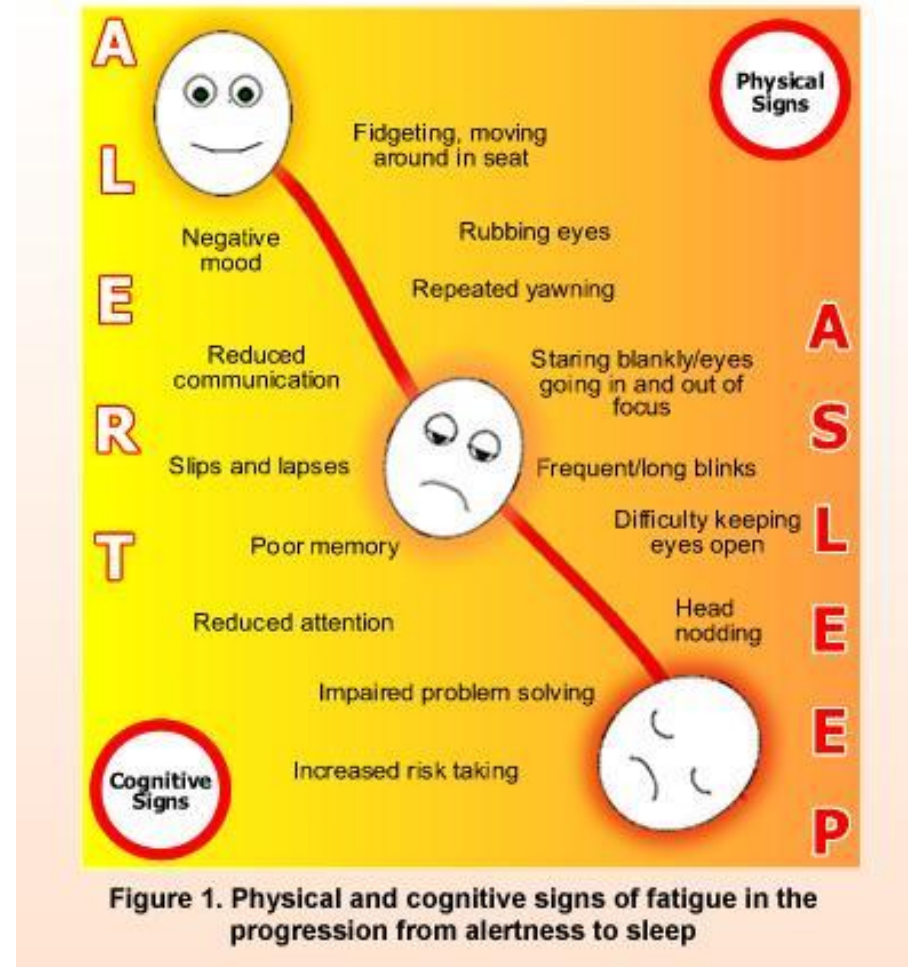 ALERT
Physical
Signs
Fidgeting, moving
around in seat
Rubbing eyes
Repeated yawning
Staring blankly/eyes
going in and out of
focus
Frequent/long blinks
Difficulty keeping
eyes open
Head
nodding
Negative
mood
Reduced
communication
Slips and lapses
Poor memory
Reduced attention
Impaired problem solving
Increased risk taking
Cognitive
Signs
ASLEEP
Figure 1. Physical and cognitive signs of fatigue in the
progression from alertness to sleep